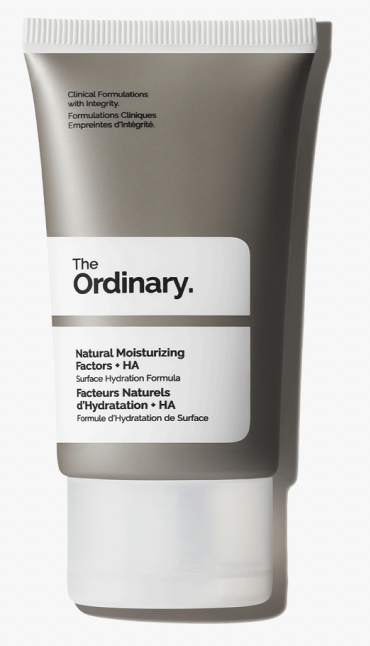 Clinical Formulations
with Integrity.
Formulations Cliniques
Empreintes d'Intégrité.
The
Ordinary.
Natural Moisturizing
Factors + HA
Surface Hydration Formula
Facteurs Naturels
d'Hydratation + HA
Formule d'Hydratation de Surface